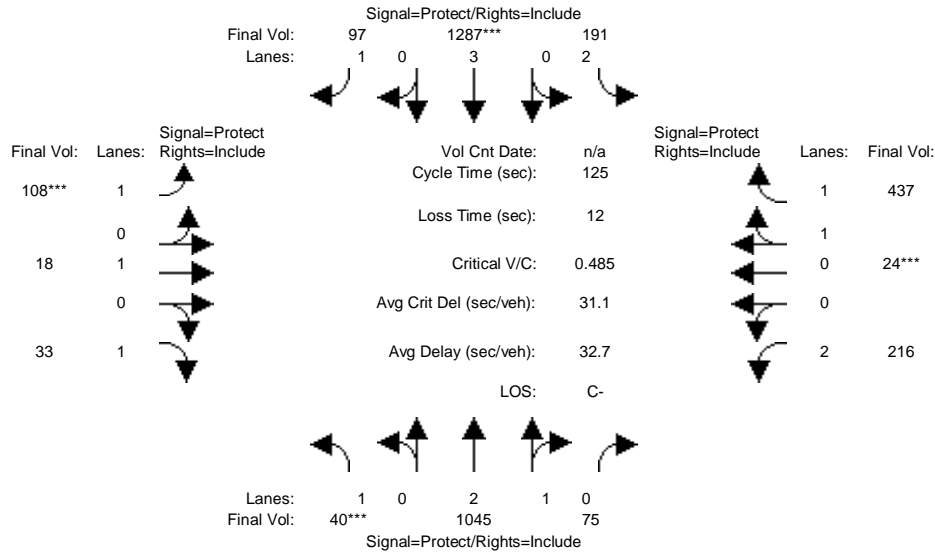 Signal=Protect/Rights=Include
Final Vol: 97 1287*** 191
Lanes: 1 0 3 0 2
Signal=Protect
Final Vol: Lanes: Rights=Include
Vol Cnt Date: n/a
Signal=Protect
Rights=Include Lanes: Final Vol:
Cycle Time (sec): 125
108*** 1
1 437
Loss Time (sec): 12
0
1
18 1
Critical V/C: 0.485
0 24***
0
Avg Crit Del (sec/veh): 31.1
0
33 1
Avg Delay (sec/veh): 32.7
2 216
LOS: C-
Lanes: 1 0 2 1 0
Final Vol: 40*** 1045 75
Signal=Protect/Rights=Include